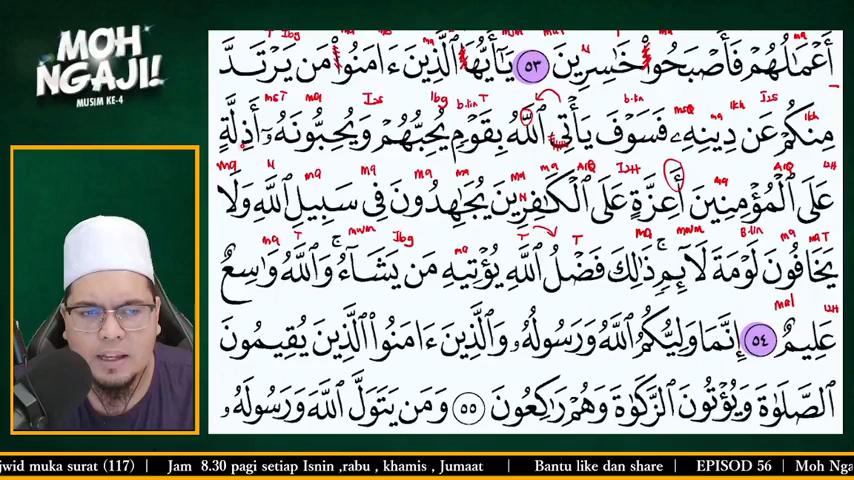 MOH
NGAJI!
MUSIM KE-4
أَعْمَـٰلُهُمْ فَأَصْبَحُوا۟ خَـٰسِرِينَ ٥٣ يَـٰٓأَيُّهَا ٱلَّذِينَ ءَامَنُوا۟ مَن يَرْتَدَّ
مِنكُمْ عَن دِينِهِۦ فَسَوْفَ يَأْتِى ٱللَّهُ بِقَوْمٍ يُحِبُّهُمْ وَيُحِبُّونَهُۥٓ أَذِلَّةٍ
عَلَى ٱلْمُؤْمِنِينَ أَعِزَّةٍ عَلَى ٱلْكَـٰفِرِينَ يُجَـٰهِدُونَ فِى سَبِيلِ ٱللَّهِ وَلَا
يَخَافُونَ لَوْمَةَ لَآئِمٍ ۚ ذَٰلِكَ فَضْلُ ٱللَّهِ يُؤْتِيهِ مَن يَشَآءُ ۚ وَٱللَّهُ وَٰسِعٌ
عَلِيمٌ ٥٤ إِنَّمَا وَلِيُّكُمُ ٱللَّهُ وَرَسُولُهُۥ وَٱلَّذِينَ ءَامَنُوا۟ ٱلَّذِينَ يُقِيمُونَ
ٱلصَّلَوٰةَ وَيُؤْتُونَ ٱلزَّكَوٰةَ وَهُمْ رَٰكِعُونَ ٥٥ وَمَن يَتَوَلَّ ٱللَّهَ وَرَسُولَهُۥ
jwid muka surat (117) | Jam 8.30 pagi setiap Isnin ,rabu , khamis , Jumaat | Bantu like dan share | EPISOD 56 | Moh Nga